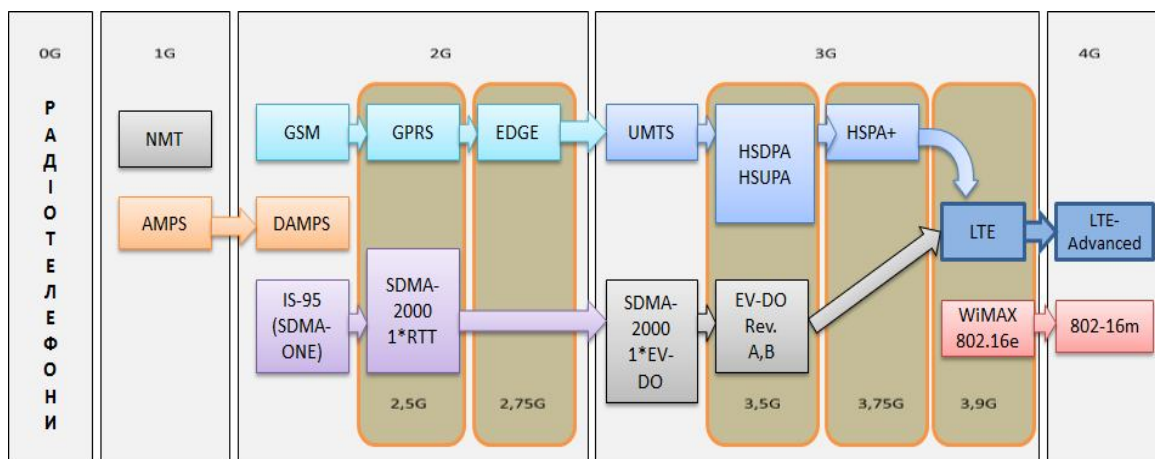 0G
1G
2G
3G
4G
РАДІОТЕЛЕФОНИ
NMT
GSM
GPRS
EDGE
UMTS
HSDPA
HSUPA
HSPA+
AMPS
DAMPS
LTE
LTE-
Advanced
IS-95
(SDMA-
ONE)
SDMA-
2000
1*RTT
SDMA-
2000
1*EV-
DO
EV-DO
Rev.
A,B
WiMAX
802.16e
802-16m
2,5G
2,75G
3,5G
3,75G
3,9G